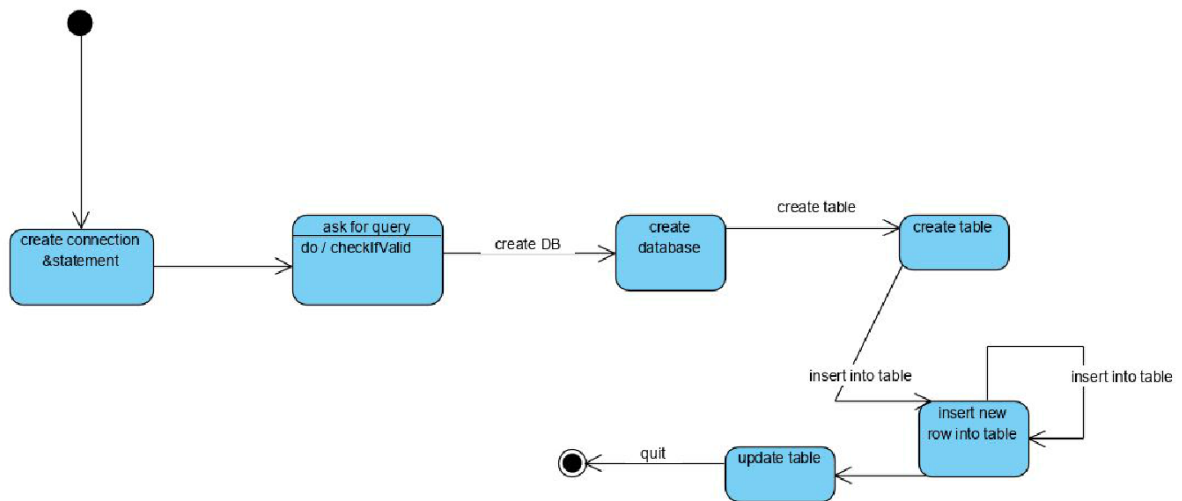 create connection
&statement
ask for query
do / checkIfValid
create DB
create
database
create table
create table
insert into table
insert into table
insert new
row into table
update table
quit